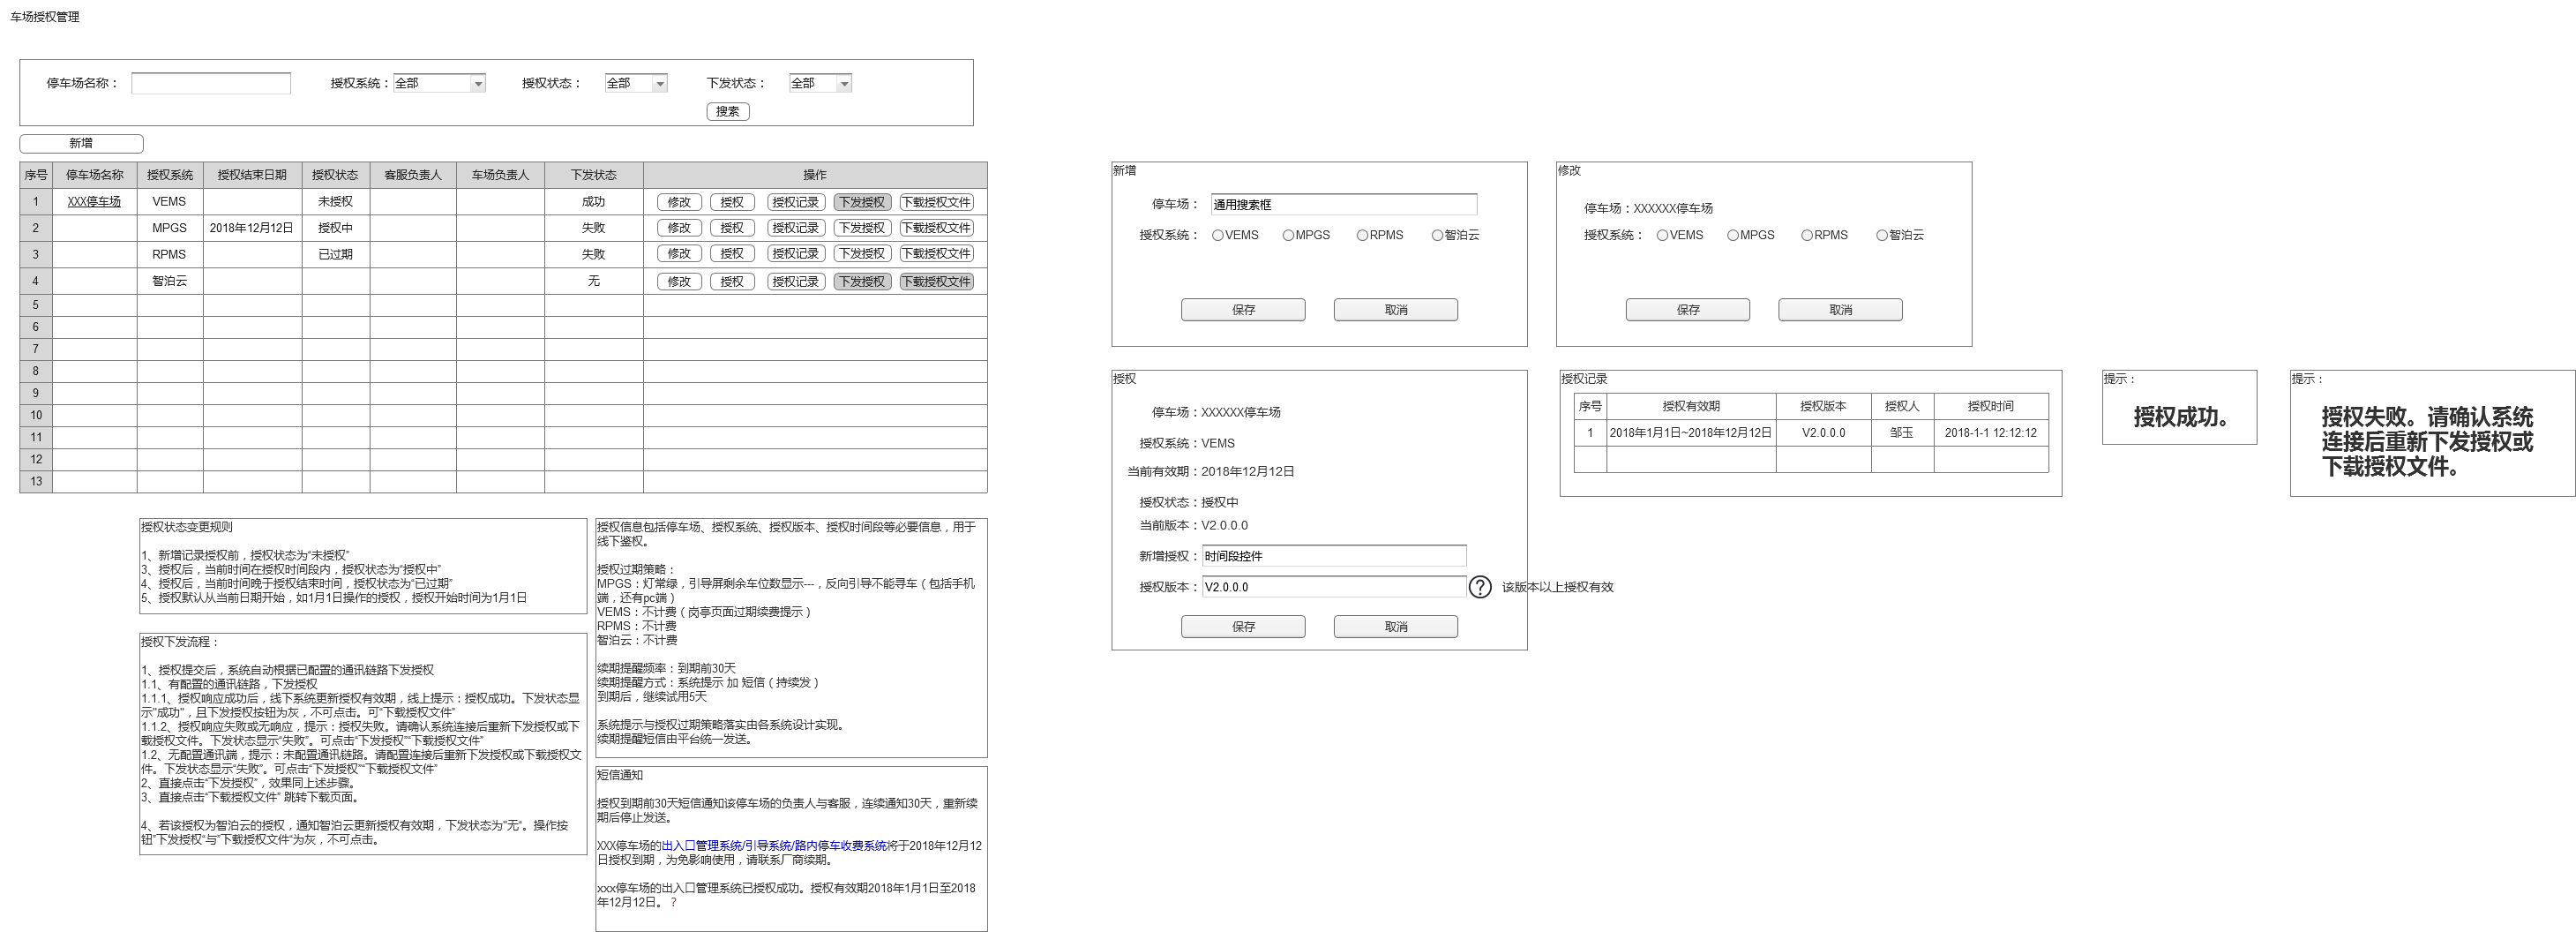 车场授权管理
停车场名称： 授权系统：全部 授权状态： 全部 下发状态： 全部
搜索
新增
序号 停车场名称 授权系统 授权结束日期 授权状态 客服负责人 车场负责人 下发状态 操作
1 XXX停车场 VEMS 未授权 成功 修改 授权 授权记录 下发授权 下载授权文件
2 MPGS 2018年12月12日 授权中 失败 修改 授权 授权记录 下发授权 下载授权文件
3 RPMS 已过期 失败 修改 授权 授权记录 下发授权 下载授权文件
4 智泊云 无 修改 授权 授权记录 下发授权 下载授权文件
5
6
7
8
9
10
11
12
13
授权状态变更规则
1、新增记录授权前，授权状态为“未授权”
3、授权后，当前时间在授权时间段内，授权状态为“授权中”
4、授权后，当前时间晚于授权结束时间，授权状态为“已过期”
5、授权默认从当前日期开始，如1月1日操作的授权，授权开始时间为1月1日
授权下发流程：
1、授权提交后，系统自动根据已配置的通讯链路下发授权
1.1、有配置的通讯链路，下发授权
1.1.1、授权响应成功后，线下系统更新授权有效期，线上提示：授权成功。下发状态显
示"成功"，且下发授权按钮为灰，不可点击。可“下载授权文件”
1.1.2、授权响应失败或无响应，提示：授权失败。请确认系统连接后重新下发授权或下
载授权文件。下发状态显示“失败”。可点击“下发授权”“下载授权文件”
1.2、无配置通讯端，提示：未配置通讯链路。请配置连接后重新下发授权或下载授权文
件。下发状态显示“失败”。可点击“下发授权”“下载授权文件”
2、直接点击“下发授权”，效果同上述步骤。
3、直接点击“下载授权文件” 跳转下载页面。
4、若该授权为智泊云的授权，通知智泊云更新授权有效期，下发状态为“无”。操作按
钮”下发授权“与”下载授权文件“为灰，不可点击。
授权信息包括停车场、授权系统、授权版本、授权时间段等必要信息，用于
线下鉴权。
授权过期策略：
MPGS：灯常绿，引导屏剩余车位数显示---，反向引导不能寻车（包括手机
端，还有pc端）
VEMS：不计费（岗亭页面过期续费提示）
RPMS：不计费
智泊云：不计费
续期提醒频率：到期前30天
续期提醒方式：系统提示 加 短信（持续发）
到期后，继续试用5天
系统提示与授权过期策略落实由各系统设计实现。
续期提醒短信由平台统一发送。
短信通知
授权到期前30天短信通知该停车场的负责人与客服，连续通知30天，重新续
期后停止发送。
XXX停车场的出入口管理系统/引导系统/路内停车收费系统将于2018年12月12
日授权到期，为免影响使用，请联系厂商续期。
xxx停车场的出入口管理系统已授权成功。授权有效期2018年1月1日至2018
年12月12日。？
新增
停车场： 通用搜索框
授权系统： VEMS MPGS RPMS 智泊云
保存 取消
修改
停车场：XXXXXX停车场
授权系统： VEMS MPGS RPMS 智泊云
保存 取消
授权
停车场：XXXXXX停车场
授权系统：VEMS
当前有效期：2018年12月12日
授权状态：授权中
当前版本：V2.0.0.0
新增授权：时间段控件
授权版本：V2.0.0.0 ? 该版本以上授权有效
保存 取消
授权记录
序号 授权有效期 授权版本 授权人 授权时间
1 2018年1月1日~2018年12月12日 V2.0.0.0 邹玉 2018-1-1 12:12:12
提示：
授权成功。
提示：
授权失败。请确认系统
连接后重新下发授权或
下载授权文件。